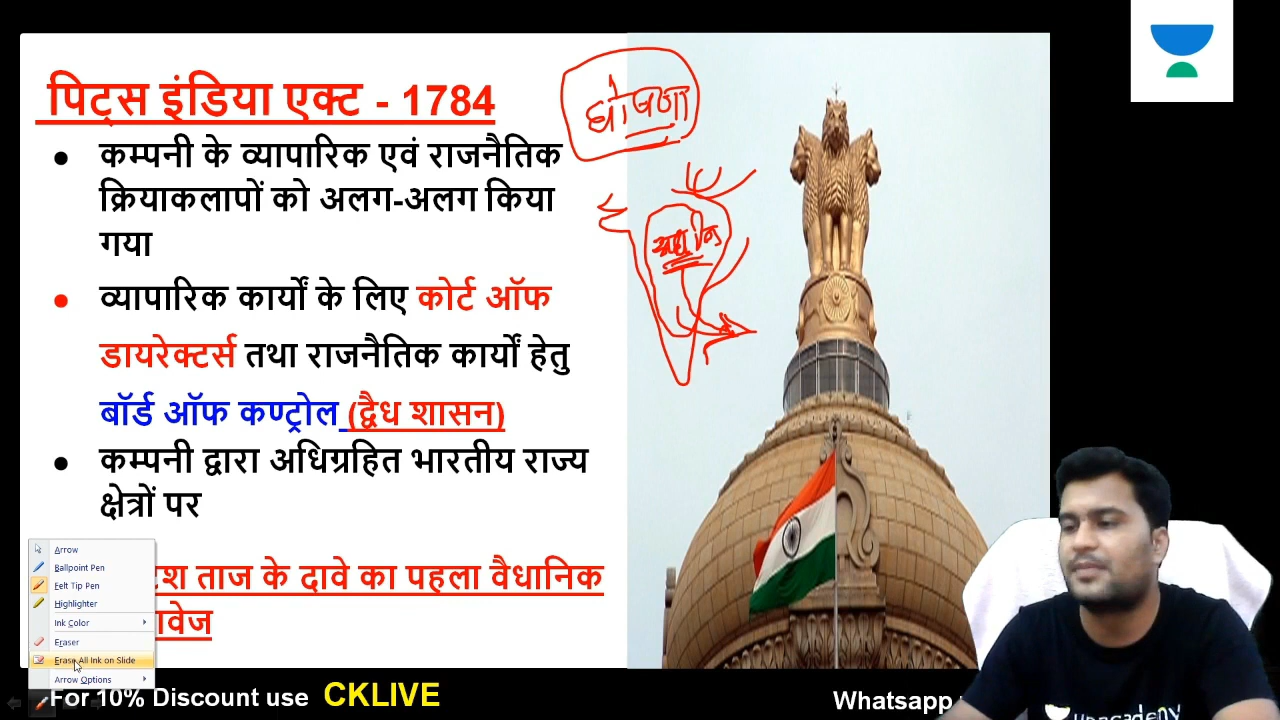 पिट्स इंडिया एक्ट - 1784
घोषणा
● कम्पनी के व्यापारिक एवं राजनैतिक
क्रियाकलापों को अलग-अलग किया
गया
● व्यापारिक कार्यों के लिए कोर्ट ऑफ
डायरेक्टर्स तथा राजनैतिक कार्यों हेतु
बॉर्ड ऑफ कण्ट्रोल (द्वैध शासन)
● कम्पनी द्वारा अधिग्रहित भारतीय राज्य
क्षेत्रों पर
ताज के दावे का पहला वैधानिक
Arrow
Ballpoint Pen
Felt Tip Pen
Highlighter
Ink Color
Eraser
Erase All Ink on Slide
Arrow Options
For 10% Discount use CKLIVE
Whatsapp
unacademy